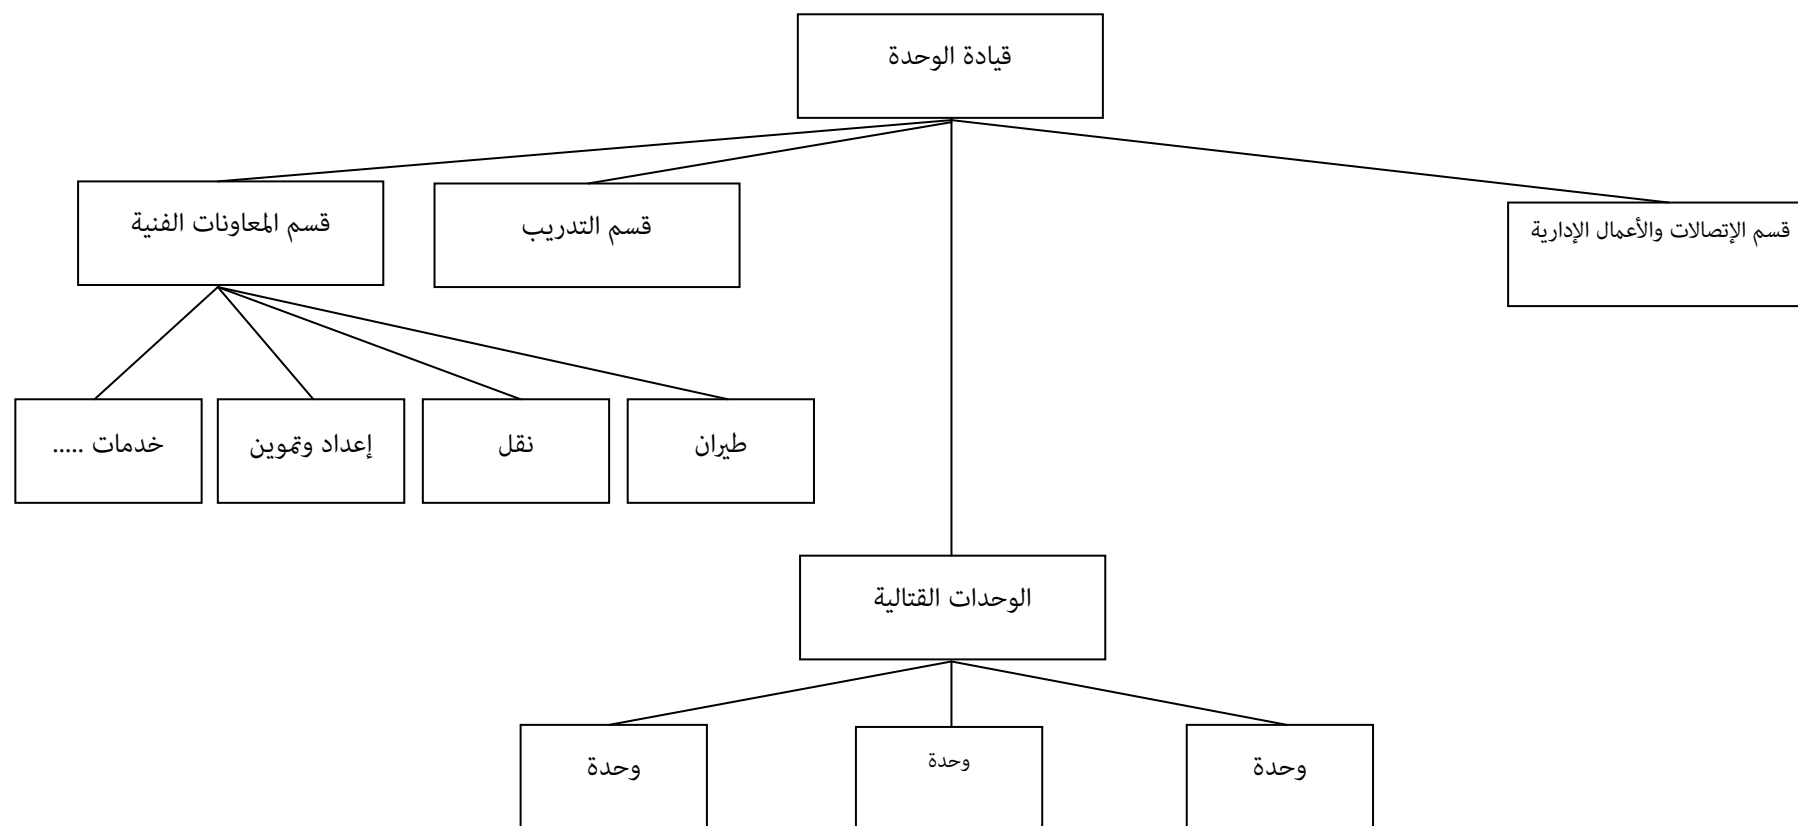 قيادة الوحدة
قسم الإتصالات والأعمال الإدارية
قسم التدريب
قسم المعاونات الفنية
طيران
نقل
إعداد وتموين
خدمات .....
الوحدات القتالية
وحدة
وحدة
وحدة